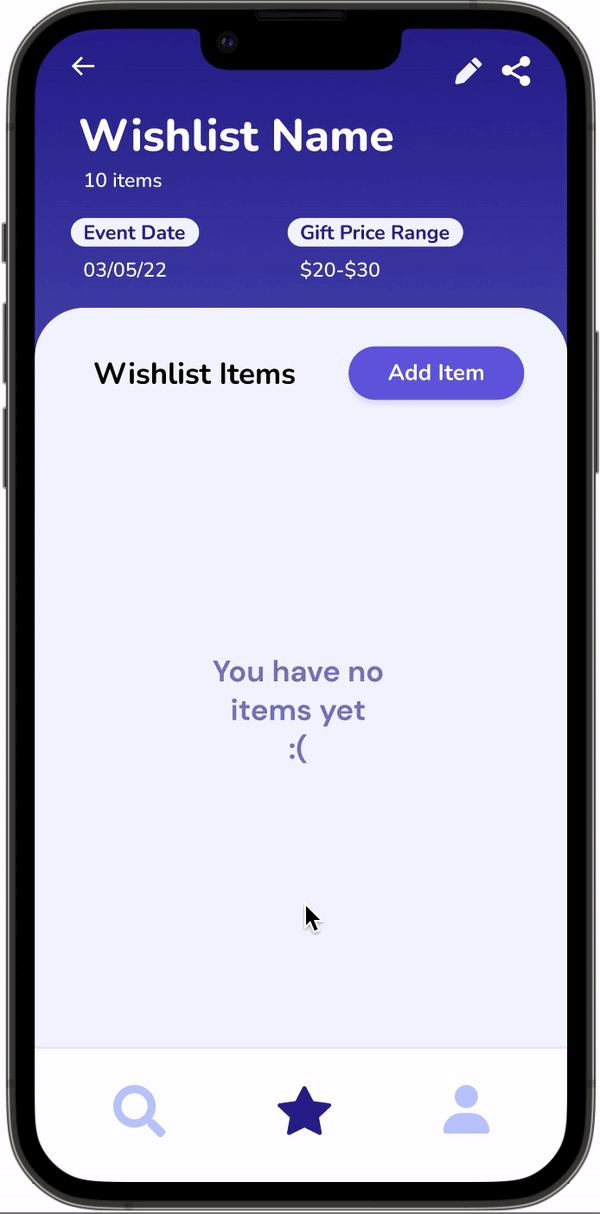 Wishlist Name
10 items
Event Date
Gift Price Range
03/05/22
$20-$30
Wishlist Items
Add Item
You have no
items yet
:(